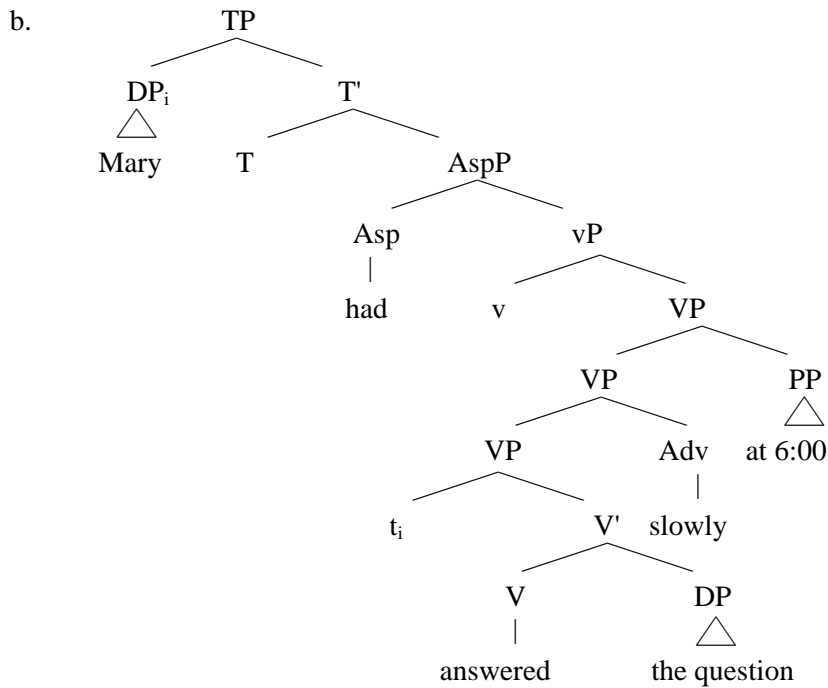 b. TP
DPi T'
Mary T AspP
Asp vP
had v VP
VP PP
VP Adv at 6:00
ti V' slowly
V DP
answered the question